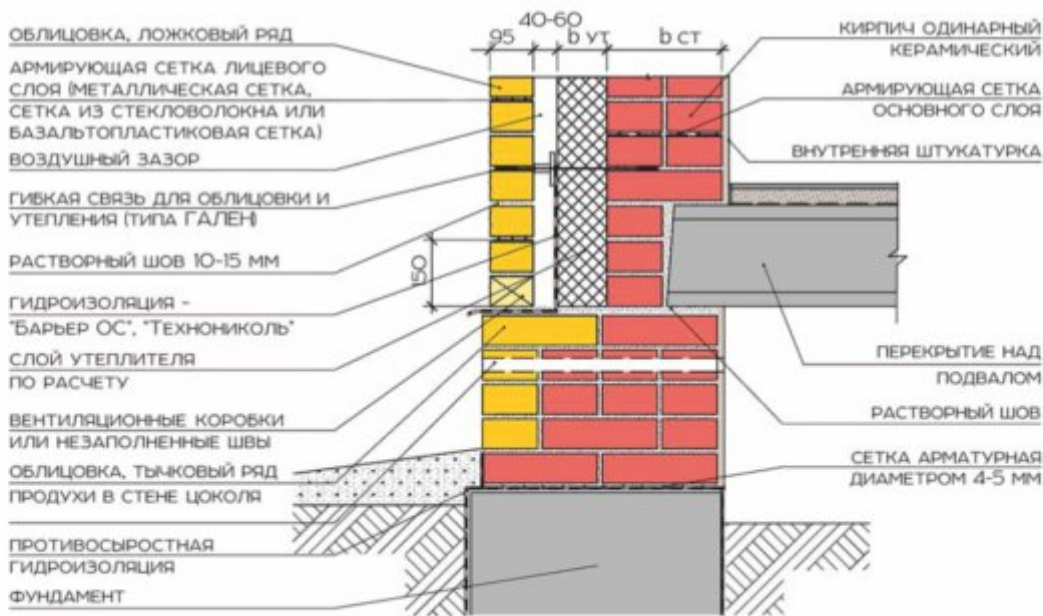 40-60
95
b УТ
b СТ
150
ОБЛИЦОВКА, ЛОЖКОВЫЙ РЯД
АРМИРУЮЩАЯ СЕТКА ЛИЦЕВОГО
СЛОЯ (МЕТАЛЛИЧЕСКАЯ СЕТКА,
СЕТКА ИЗ СТЕКЛОВОЛОКНА ИЛИ
БАЗАЛЬТОПЛАСТИКОВАЯ СЕТКА)
ВОЗДУШНЫЙ ЗАЗОР
ГИБКАЯ СВЯЗЬ ДЛЯ ОБЛИЦОВКИ И
УТЕПЛЕНИЯ (ТИПА ГАЛЕН)
РАСТВОРНЫЙ ШОВ 10-15 ММ
ГИДРОИЗОЛЯЦИЯ -
"БАРЬЕР ОС", "ТЕХНОНИКОЛЬ"
СЛОЙ УТЕПЛИТЕЛЯ
ПО РАСЧЕТУ
ВЕНТИЛЯЦИОННЫЕ КОРОБКИ
ИЛИ НЕЗАПОЛНЕННЫЕ ШВЫ
ОБЛИЦОВКА, ТЫЧКОВЫЙ РЯД
ПРОДУХИ В СТЕНЕ ЦОКОЛЯ
ПРОТИВОСЫРОСТНАЯ
ГИДРОИЗОЛЯЦИЯ
ФУНДАМЕНТ
КИРПИЧ ОДИНАРНЫЙ
КЕРАМИЧЕСКИЙ
АРМИРУЮЩАЯ СЕТКА
ОСНОВНОГО СЛОЯ
ВНУТРЕННЯЯ ШТУКАТУРКА
ПЕРЕКРЫТИЕ НАД
ПОДВАЛОМ
РАСТВОРНЫЙ ШОВ
СЕТКА АРМАТУРНАЯ
ДИАМЕТРОМ 4-5 ММ